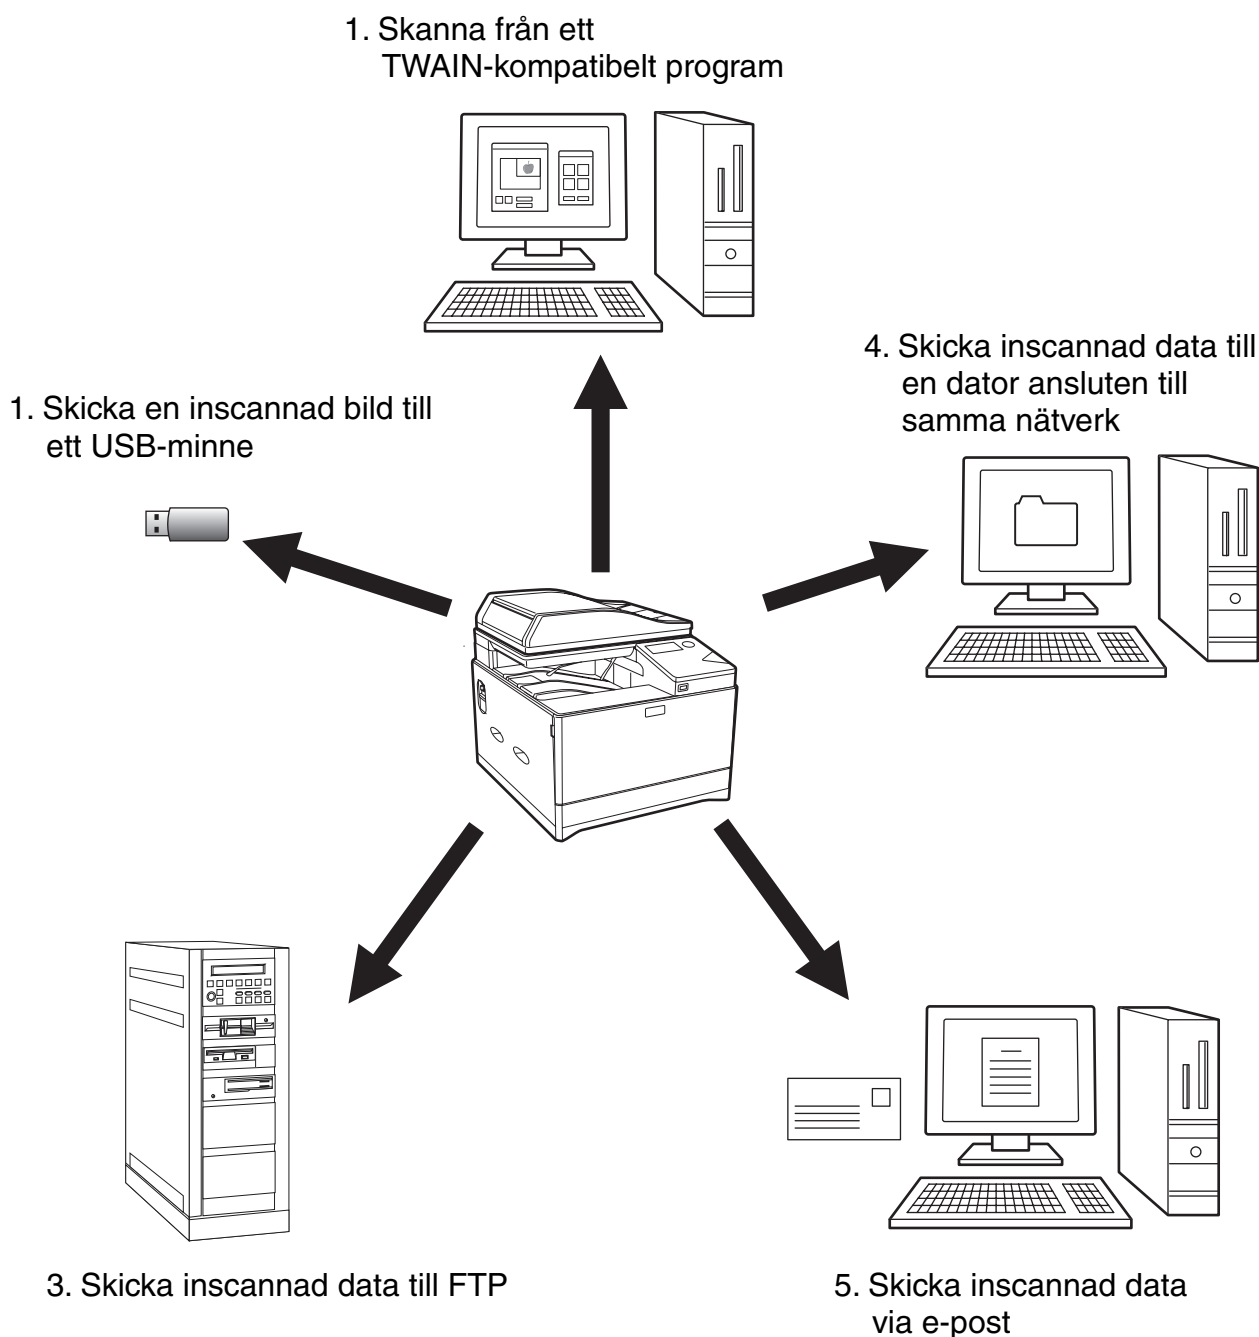 1. Skanna från ett
TWAIN-kompatibelt program
4. Skicka inscannad data till
en dator ansluten till
samma nätverk
1. Skicka en inscannad bild till
ett USB-minne
3. Skicka inscannad data till FTP
5. Skicka inscannad data
via e-post